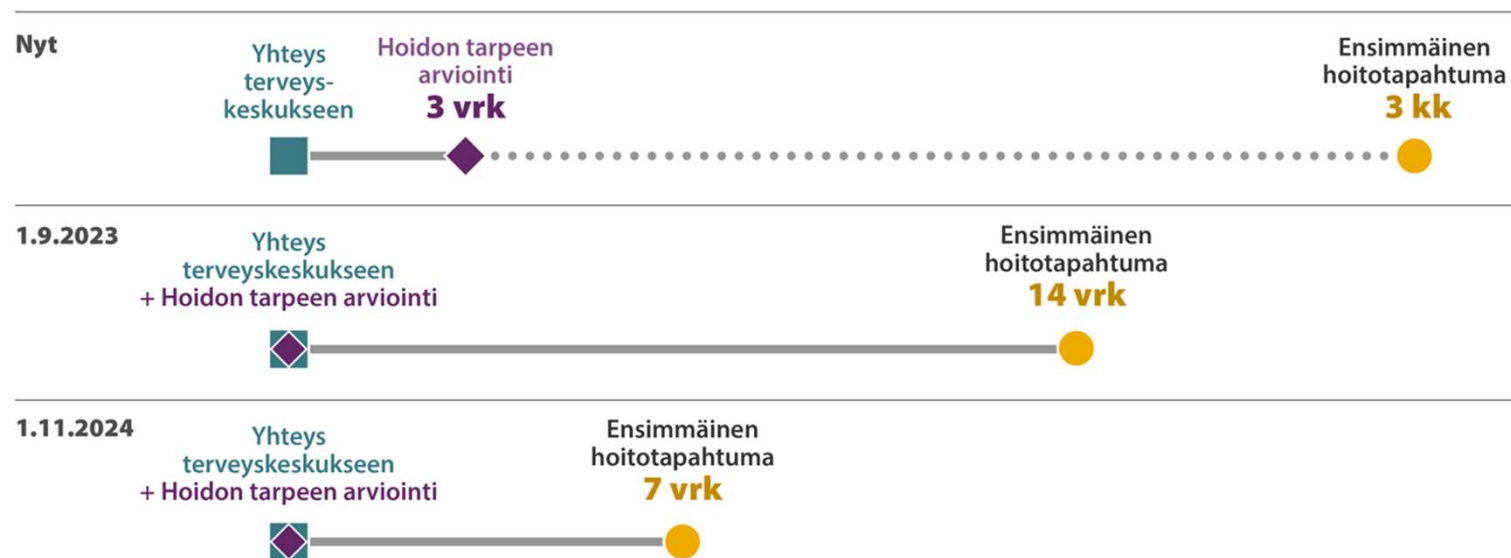 Nyt
Yhteys
terveys-
keskukseen
Hoidon tarpeen
arviointi
3 vrk
Ensimmäinen
hoitotapahtuma
3 kk
1.9.2023
Yhteys
terveyskeskukseen
+ Hoidon tarpeen arviointi
Ensimmäinen
hoitotapahtuma
14 vrk
1.11.2024
Yhteys
terveyskeskukseen
+ Hoidon tarpeen arviointi
Ensimmäinen
hoitotapahtuma
7 vrk